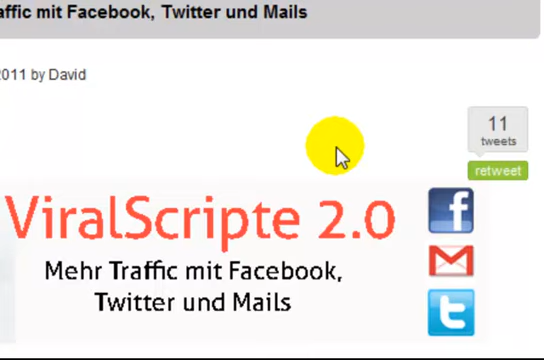 mit Facebook, Twitter und Mails
2011 by David
11
tweets
retweet
ViralScripte 2.0
Mehr Traffic mit Facebook,
Twitter und Mails